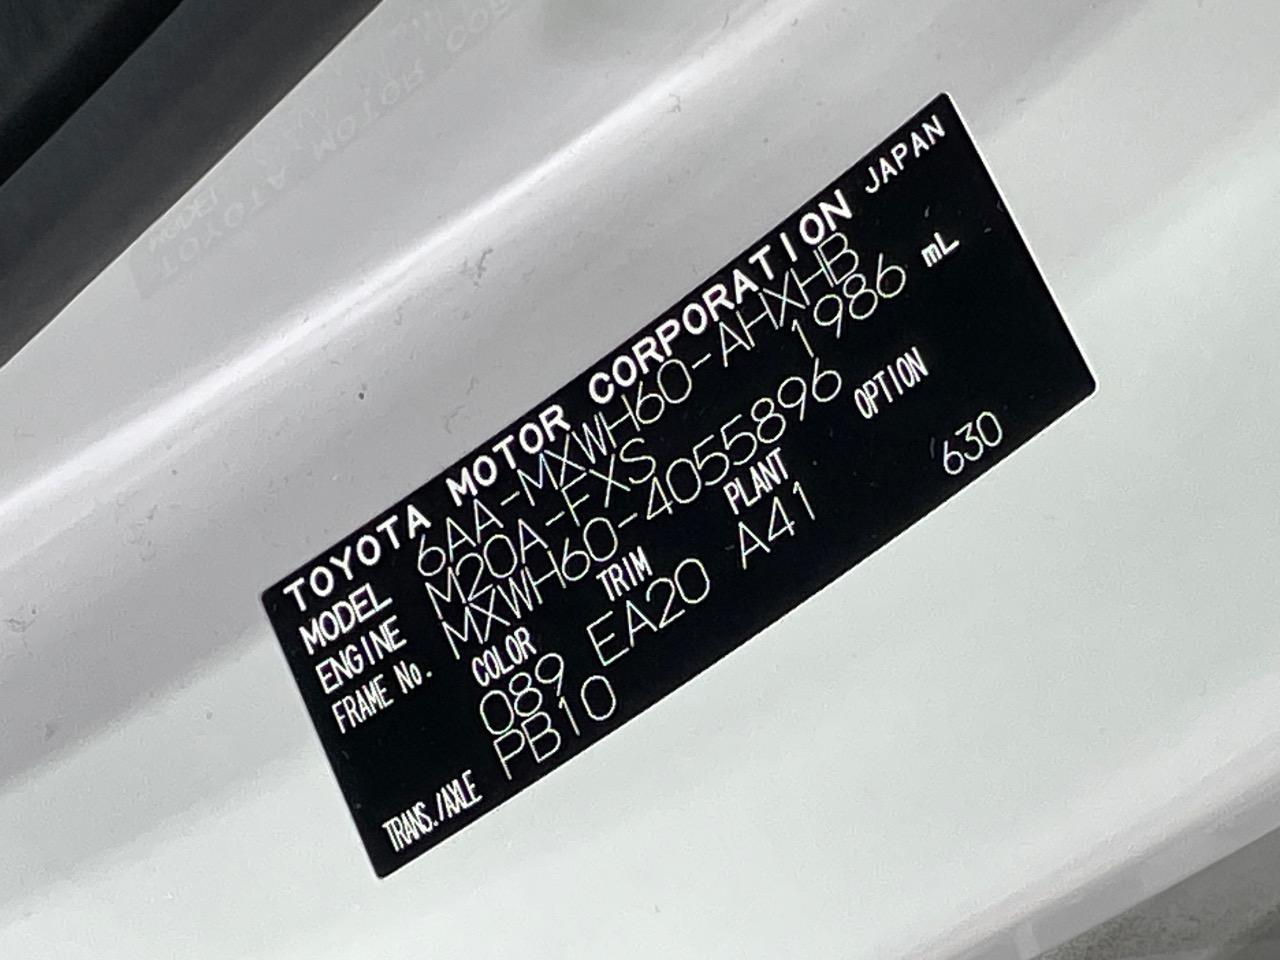 TOYOTA MOTOR CORPORATION JAPAN
MODEL 6AA-MXWH60-AHXHB
ENGINE M20A-FXS 1986 mL
FRAME No. MXWH60-4055896
COLOR TRIM PLANT OPTION
089 EA20 A41 630
TRANS./AXLE PB10